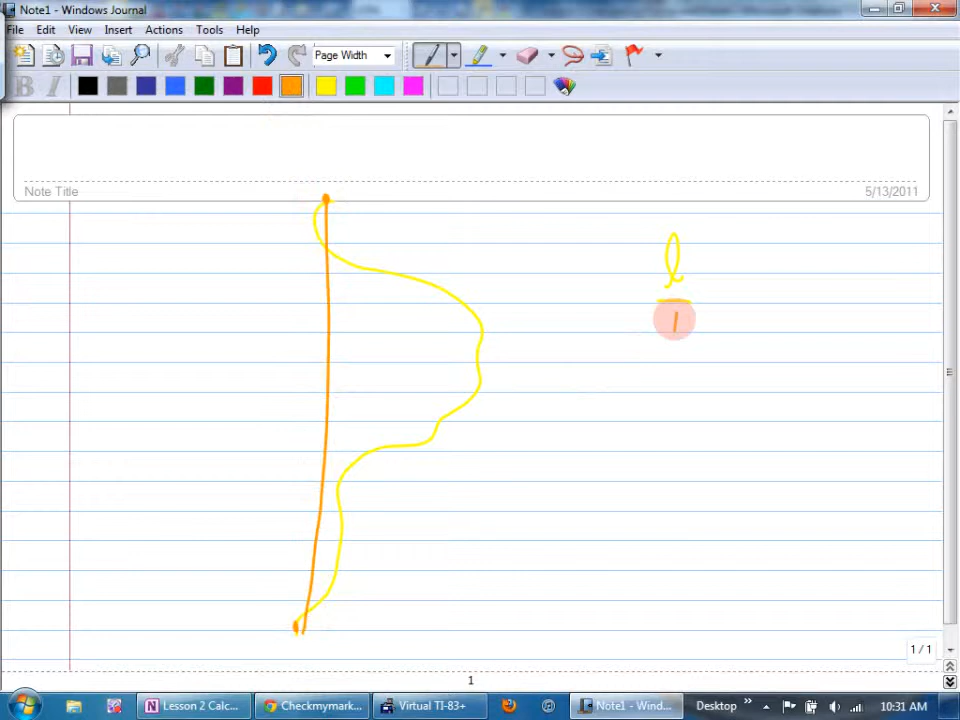 Note1 - Windows Journal
File Edit View Insert Actions Tools Help
Page Width
B I
Note Title
5/13/2011
l
1 / 1
1
Lesson 2 Calc...
Checkmymark...
Virtual TI-83+
Note1 - Wind...
Desktop »
10:31 AM